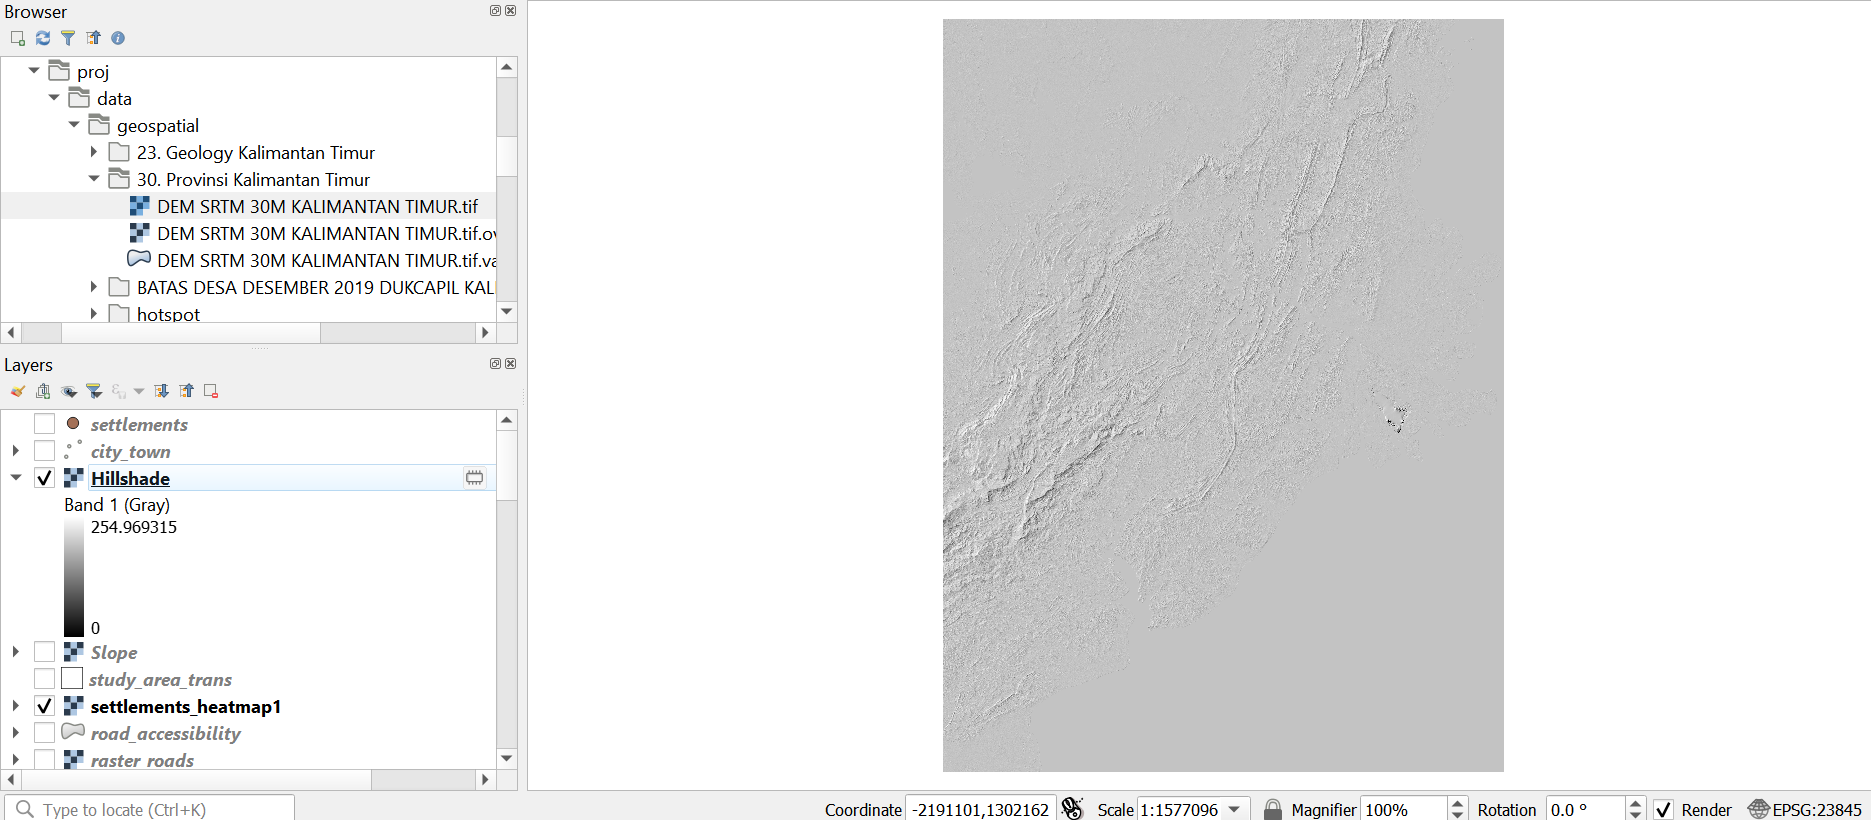 Browser
proj
data
geospatial
23. Geology Kalimantan Timur
30. Provinsi Kalimantan Timur
DEM SRTM 30M KALIMANTAN TIMUR.tif
DEM SRTM 30M KALIMANTAN TIMUR.tif.ov
DEM SRTM 30M KALIMANTAN TIMUR.tif.va
BATAS DESA DESEMBER 2019 DUKCAPIL KAL
hotspot
Layers
settlements
city_town
Hillshade
Band 1 (Gray)
254.969315
0
Slope
study_area_trans
settlements_heatmap1
road_accessibility
raster roads
Type to locate (Ctrl+K)
Coordinate -2191101,1302162 Scale 1:1577096 Magnifier 100% Rotation 0.0 ° Render EPSG:23845